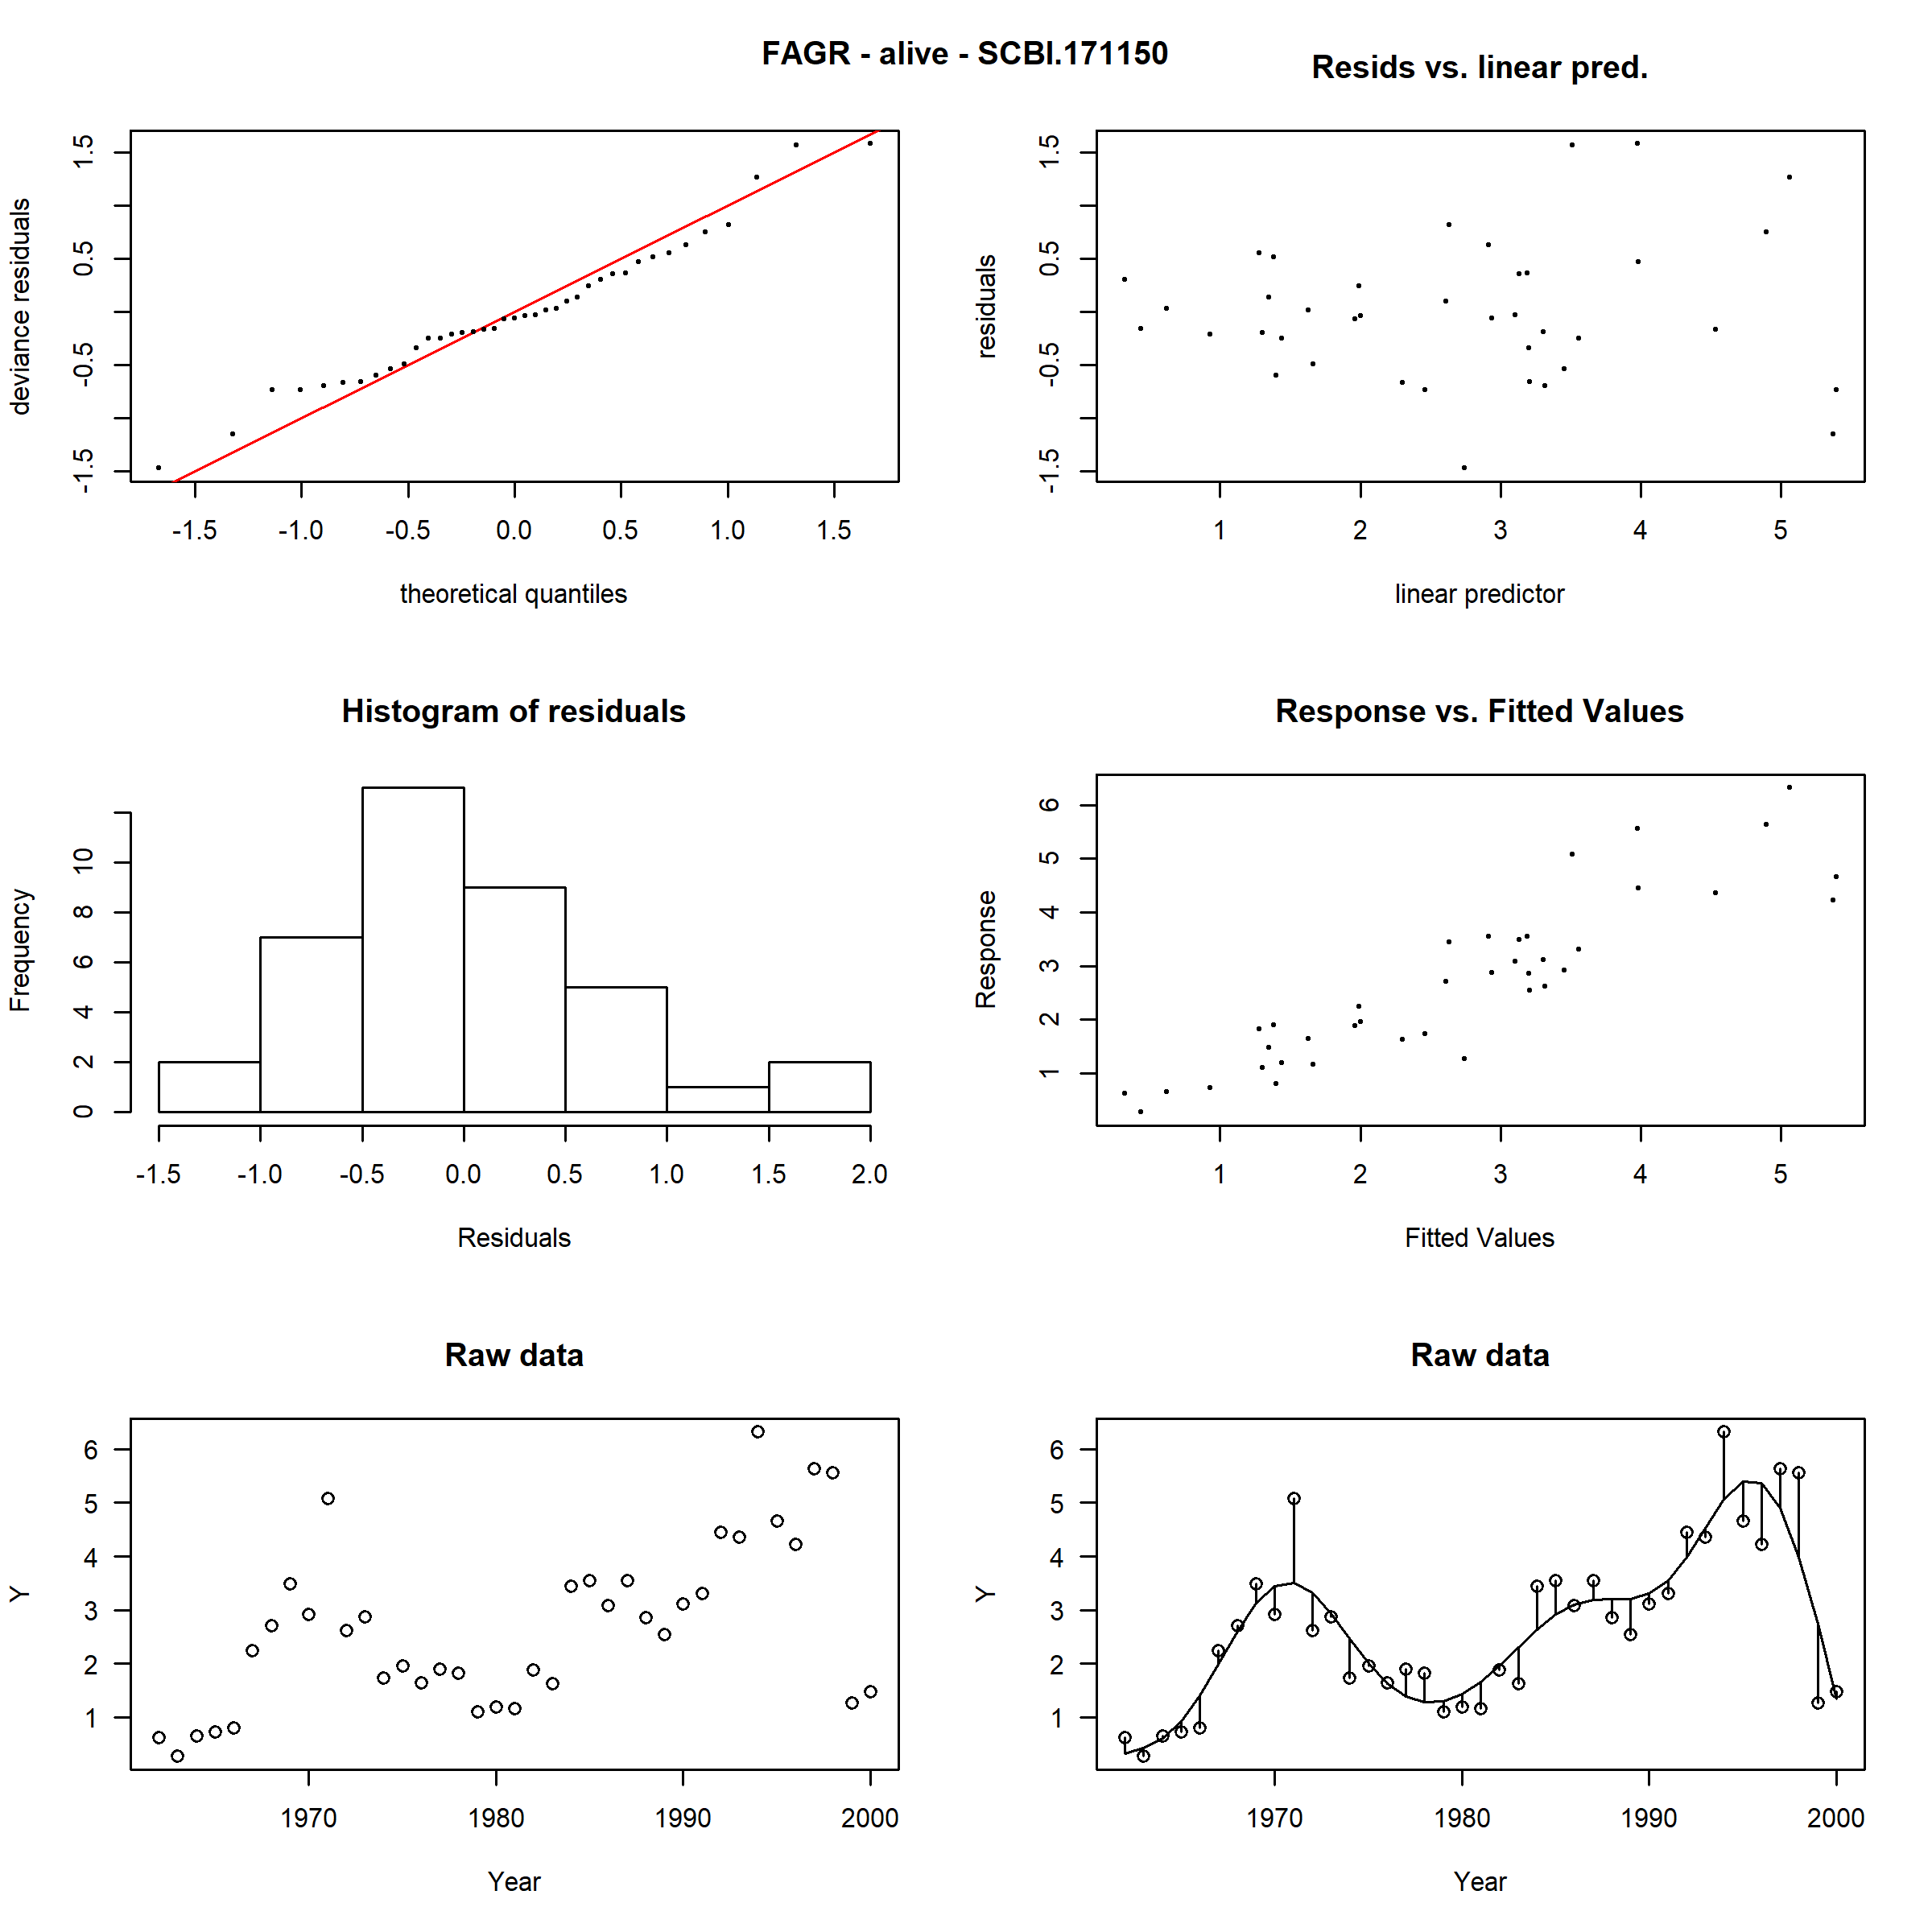 FAGR - alive - SCBI.171150
Resids vs. linear pred.
deviance residuals
-1.5 -0.5 0.5 1.5
-1.5 -1.0 -0.5 0.0 0.5 1.0 1.5
theoretical quantiles
residuals
-1.5 -0.5 0.5 1.5
1 2 3 4 5
linear predictor
Histogram of residuals
Frequency
0 2 4 6 8 10
-1.5 -1.0 -0.5 0.0 0.5 1.0 1.5 2.0
Residuals
Response vs. Fitted Values
Response
1 2 3 4 5 6
1 2 3 4 5
Fitted Values
Raw data
Y
6
5
4
3
2
1
1970 1980 1990 2000
Year
Raw data
Y
6
5
4
3
2
1
1970 1980 1990 2000
Year